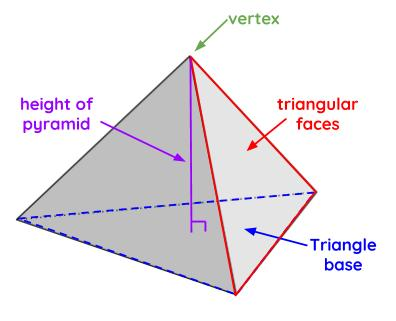 vertex
height of
pyramid
triangular
faces
Triangle
base